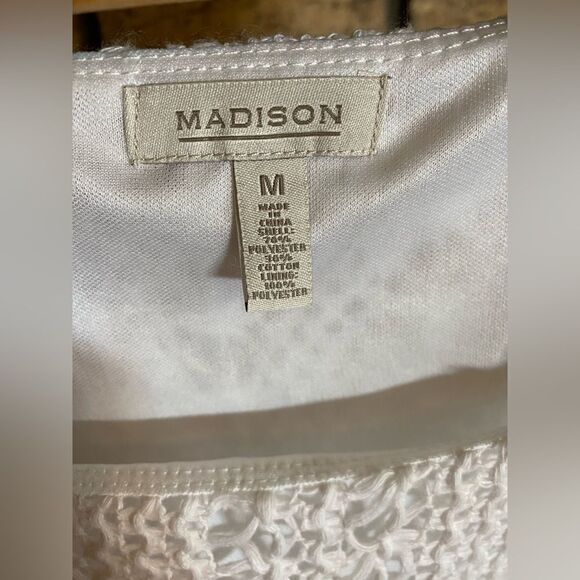 MADISON
M
MADE
IN
CHINA
SHELL:
70%
POLYESTER
30%
COTTON
LINING:
100%
POLYESTER